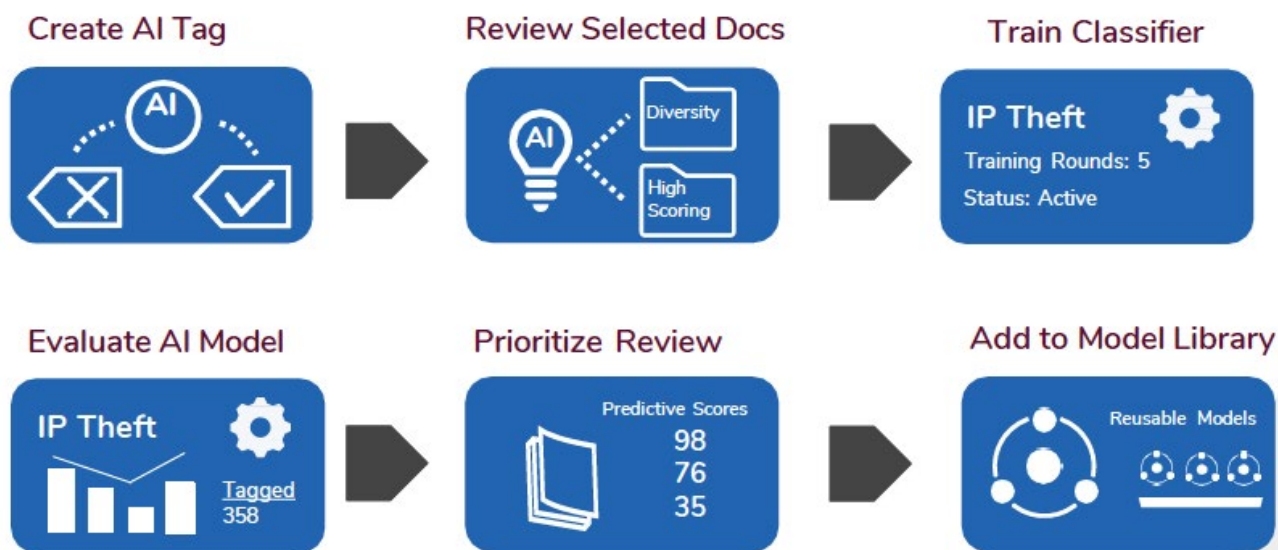 Create AI Tag
AI
Review Selected Docs
AI
Diversity
High
Scoring
Train Classifier
IP Theft
Training Rounds: 5
Status: Active
Evaluate AI Model
IP Theft
Tagged
358
Prioritize Review
Predictive Scores
98
76
35
Add to Model Library
Reusable Models